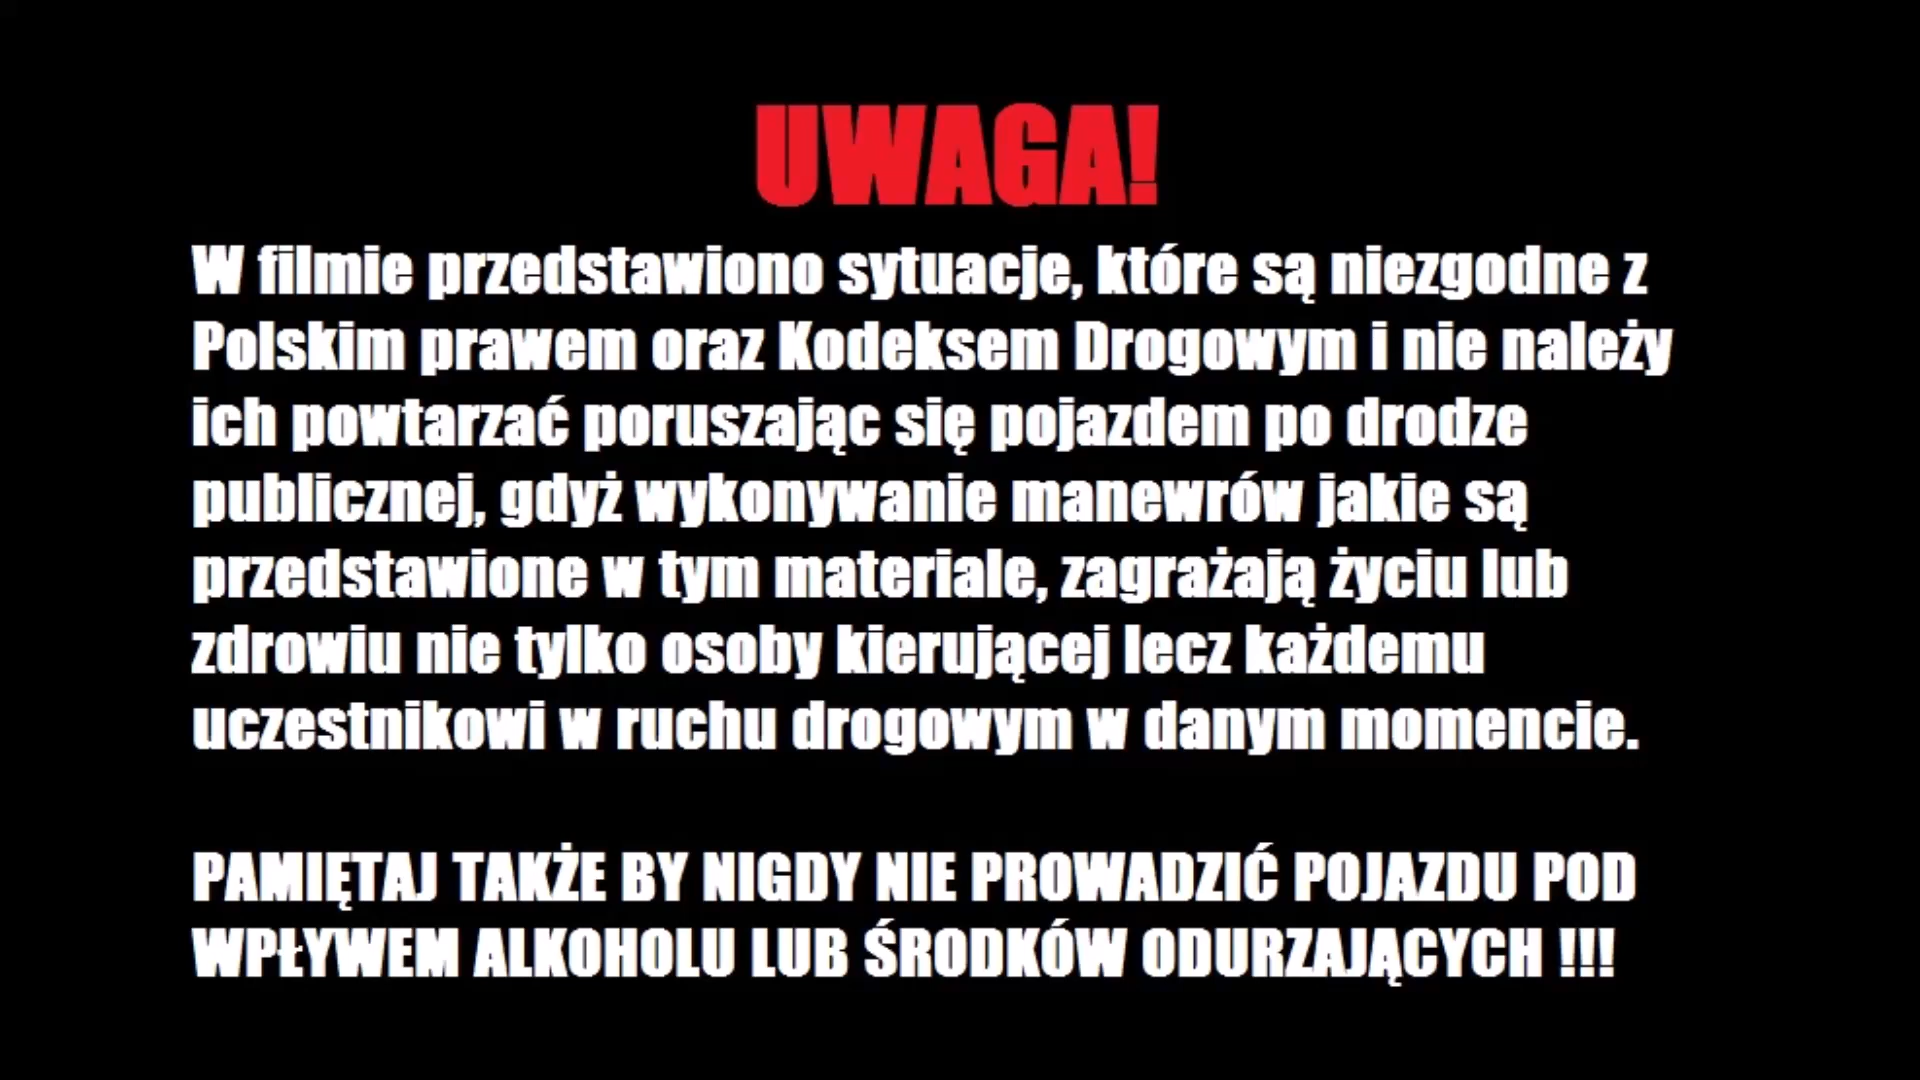 UWAGA!
W filmie przedstawiono sytuacje, które są niezgodne z
Polskim prawem oraz Kodeksem Drogowym i nie należy
ich powtarzać poruszając się pojazdem po drodze
publicznej, gdyż wykonywanie manewrów jakie są
przedstawione w tym materiale, zagrażają życiu lub
zdrowiu nie tylko osoby kierującej lecz każdemu
uczestnikowi w ruchu drogowym w danym momencie.
PAMIĘTAJ TAKŻE BY NIGDY NIE PROWADZIĆ POJAZDU POD
WPŁYWEM ALKOHOLU LUB ŚRODKÓW ODURZAJĄCYCH !!!